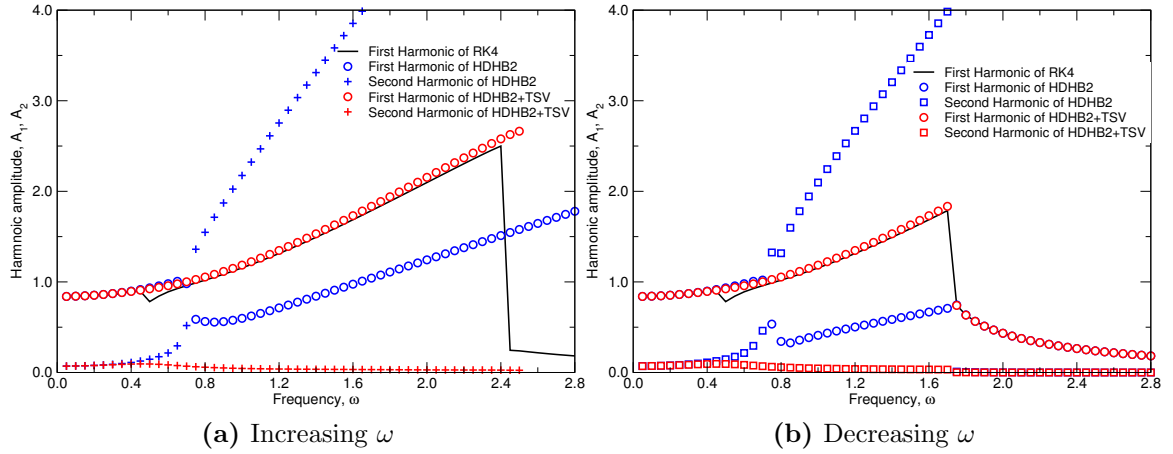 4.0
3.0
2.0
1.0
0.0
Harmnoic amplitude, A1, A2
First Harmonic of RK4
First Harmonic of HDHB2
Second Harmonic of HDHB2
First Harmonic of HDHB2+TSV
Second Harmonic of HDHB2+TSV
0.0 0.4 0.8 1.2 1.6 2.0 2.4 2.8
Frequency, ω
(a) Increasing ω
4.0
3.0
2.0
1.0
0.0
Harmonic amplitude, A1, A2
First Harmonic of RK4
First Harmonic of HDHB2
Second Harmonic of HDHB2
First Harmonic of HDHB2+TSV
Second Harmonic of HDHB2+TSV
0.0 0.4 0.8 1.2 1.6 2.0 2.4 2.8
Frequency, ω
(b) Decreasing ω